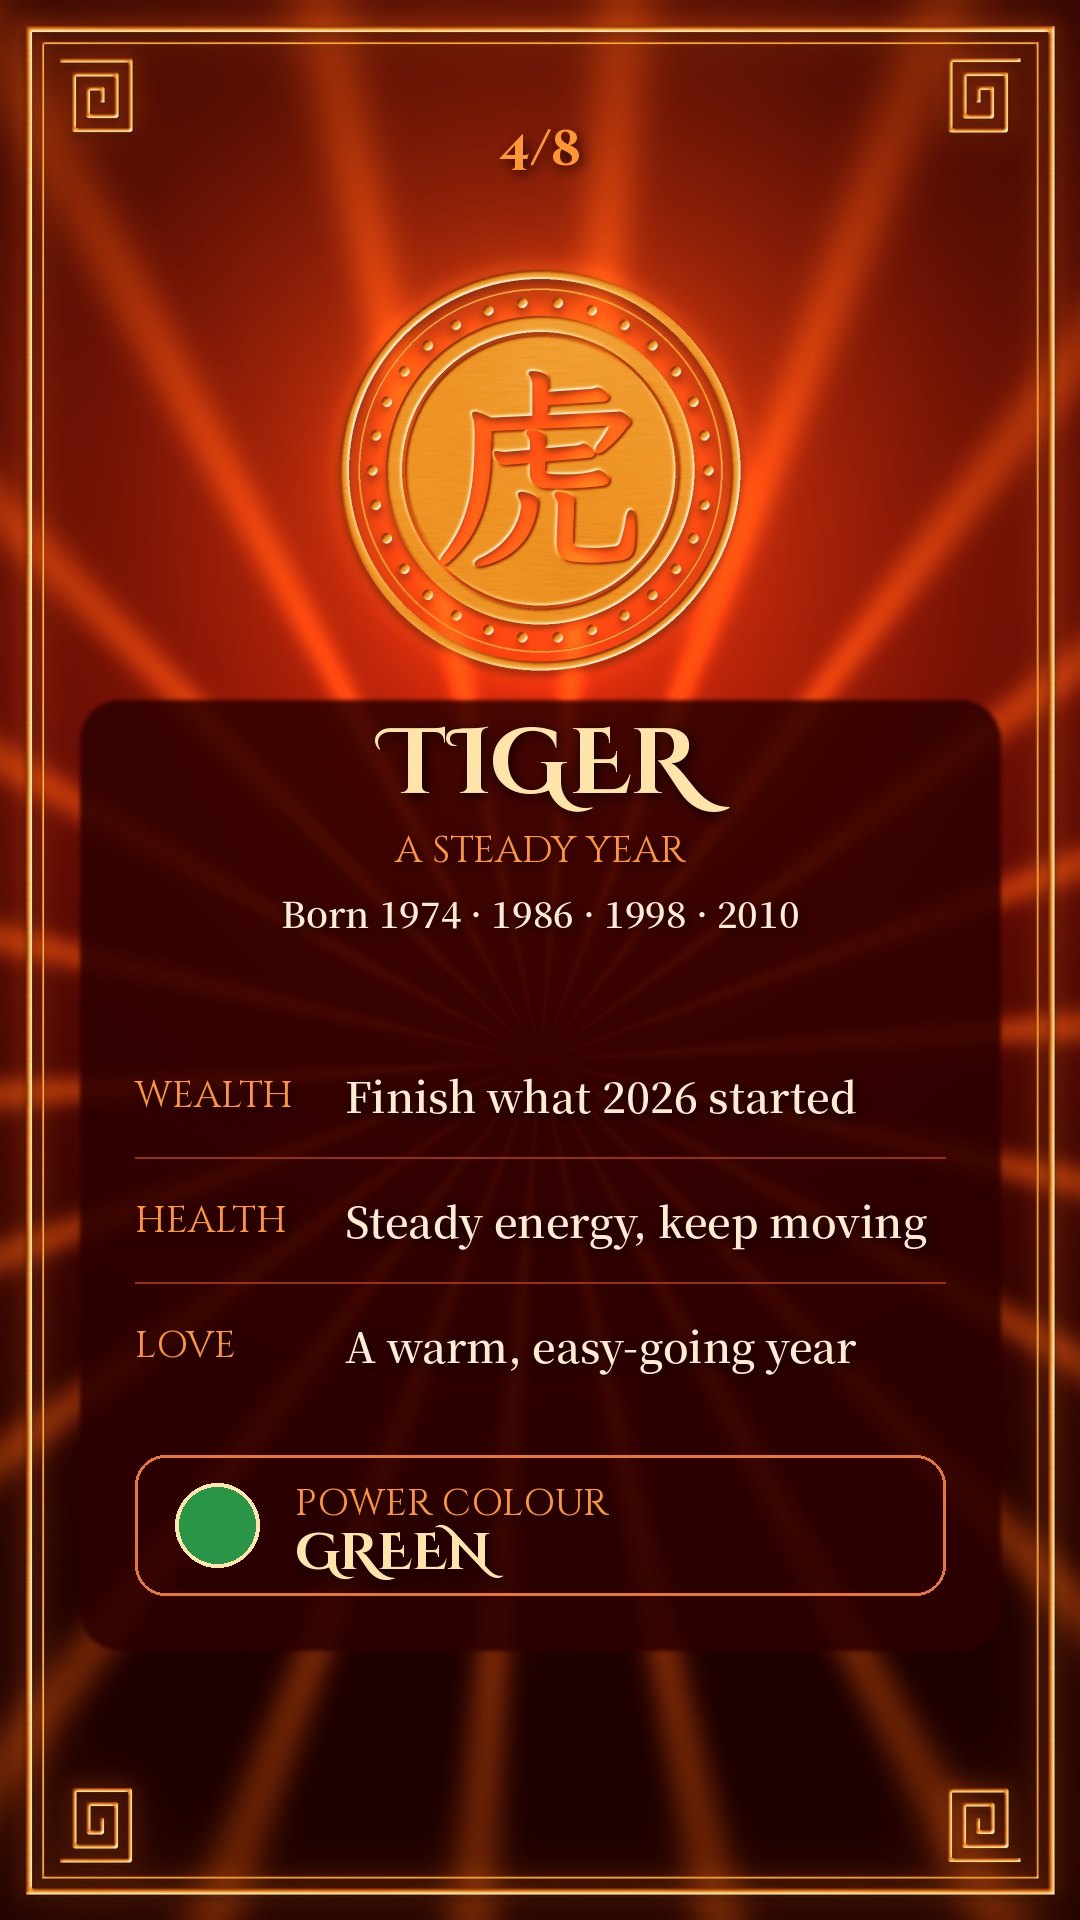 4/8
虎
TIGER
A STEADY YEAR
Born 1974 · 1986 · 1998 · 2010
WEALTH Finish what 2026 started
HEALTH Steady energy, keep moving
LOVE A warm, easy-going year
POWER COLOUR
GREEN